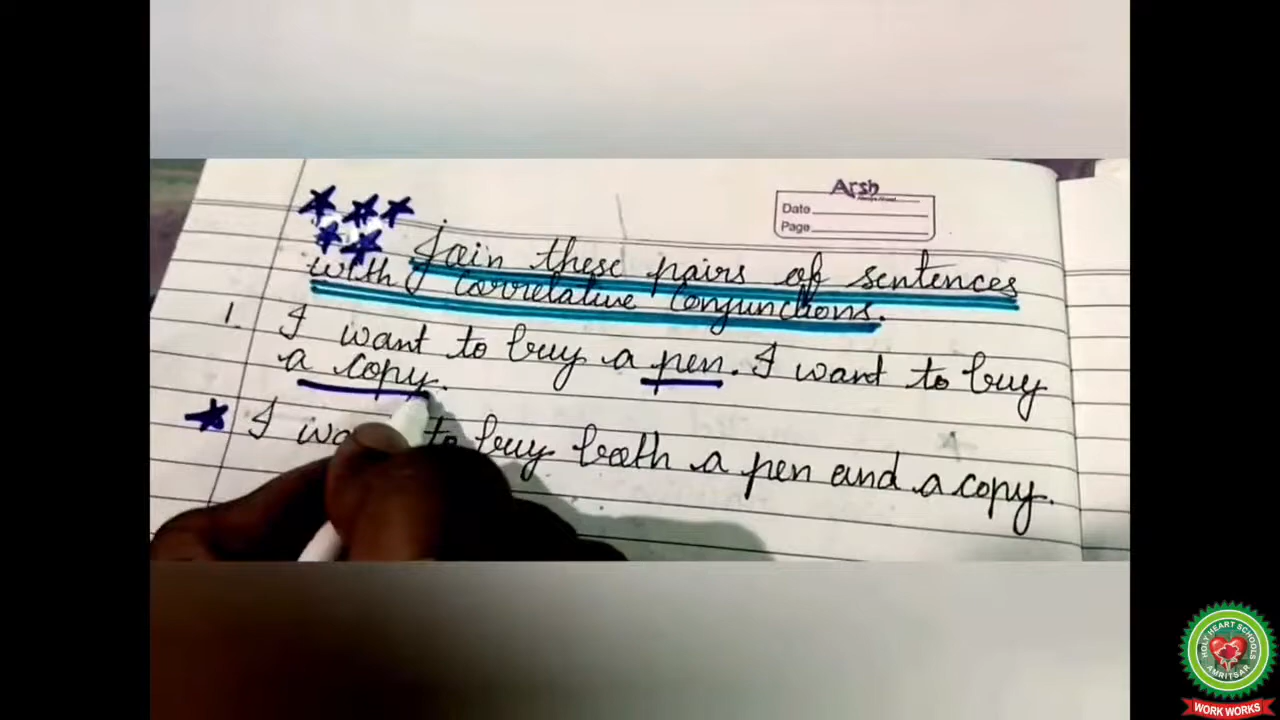 Arsh
Date
Page
Join these pairs of sentences
with correlative conjunctions.
1. I want to buy a pen. I want to buy
a copy.
I to buy both a pen and a copy.
HOLY HEART SCHOOLS
AMRITSAR
WORK WORKS